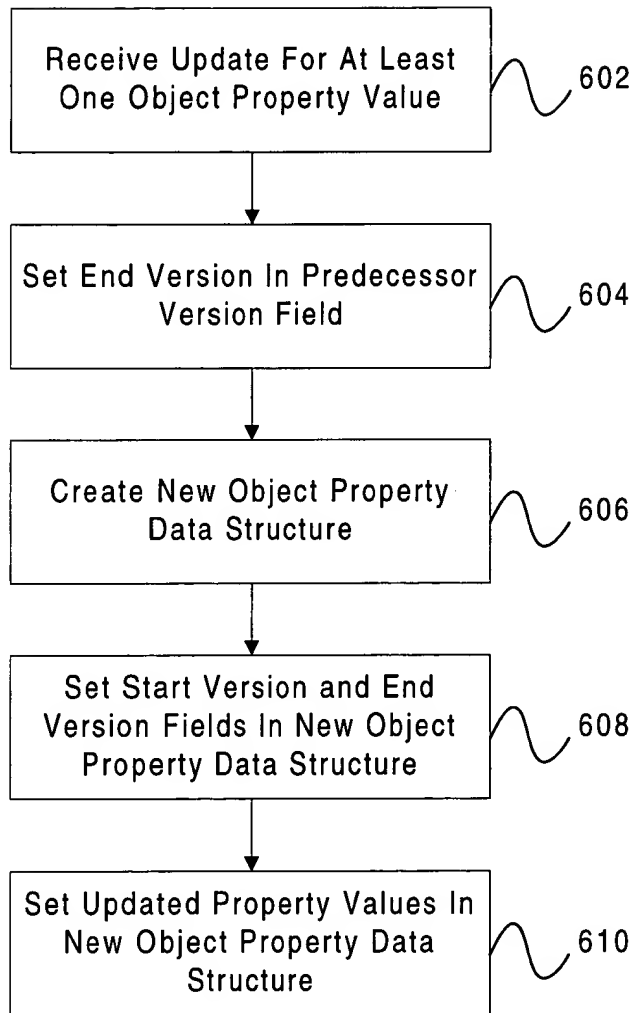 Receive Update For At Least
One Object Property Value
602
Set End Version In Predecessor
Version Field
604
Create New Object Property
Data Structure
606
Set Start Version and End
Version Fields In New Object
Property Data Structure
608
Set Updated Property Values In
New Object Property Data
Structure
610